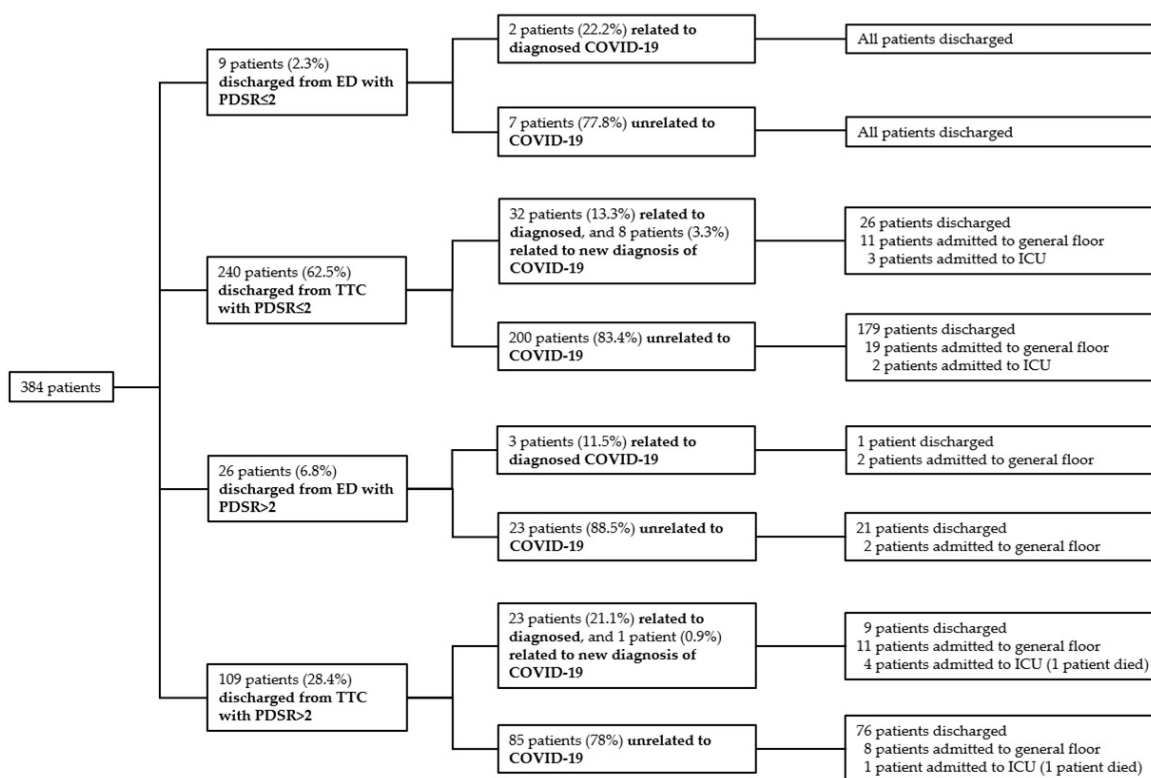 384 patients
9 patients (2.3%)
discharged from ED with
PDSR≤2
2 patients (22.2%) related to
diagnosed COVID-19
All patients discharged
7 patients (77.8%) unrelated to
COVID-19
All patients discharged
240 patients (62.5%)
discharged from TTC
with PDSR≤2
32 patients (13.3%) related to
diagnosed, and 8 patients (3.3%)
related to new diagnosis of
COVID-19
26 patients discharged
11 patients admitted to general floor
3 patients admitted to ICU
200 patients (83.4%) unrelated to
COVID-19
179 patients discharged
19 patients admitted to general floor
2 patients admitted to ICU
26 patients (6.8%)
discharged from ED with
PDSR>2
3 patients (11.5%) related to
diagnosed COVID-19
1 patient discharged
2 patients admitted to general floor
23 patients (88.5%) unrelated to
COVID-19
21 patients discharged
2 patients admitted to general floor
109 patients (28.4%)
discharged from TTC
with PDSR>2
23 patients (21.1%) related to
diagnosed, and 1 patient (0.9%)
related to new diagnosis of
COVID-19
9 patients discharged
11 patients admitted to general floor
4 patients admitted to ICU (1 patient died)
85 patients (78%) unrelated to
COVID-19
76 patients discharged
8 patients admitted to general floor
1 patient admitted to ICU (1 patient died)